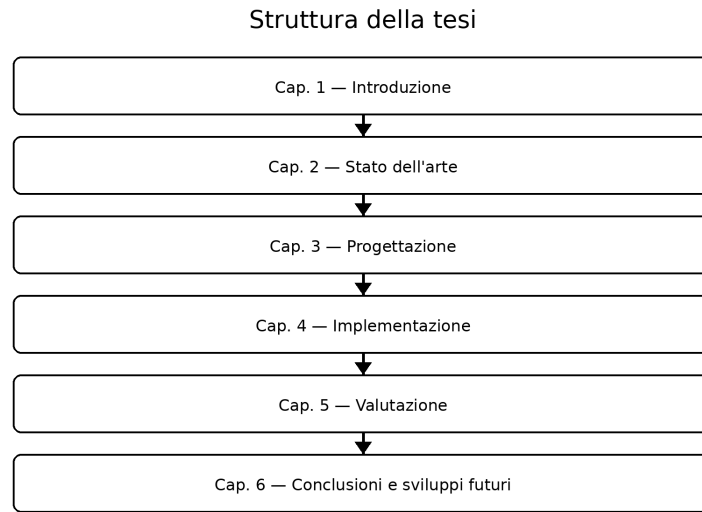 Struttura della tesi
Cap. 1 — Introduzione
Cap. 2 — Stato dell'arte
Cap. 3 — Progettazione
Cap. 4 — Implementazione
Cap. 5 — Valutazione
Cap. 6 — Conclusioni e sviluppi futuri